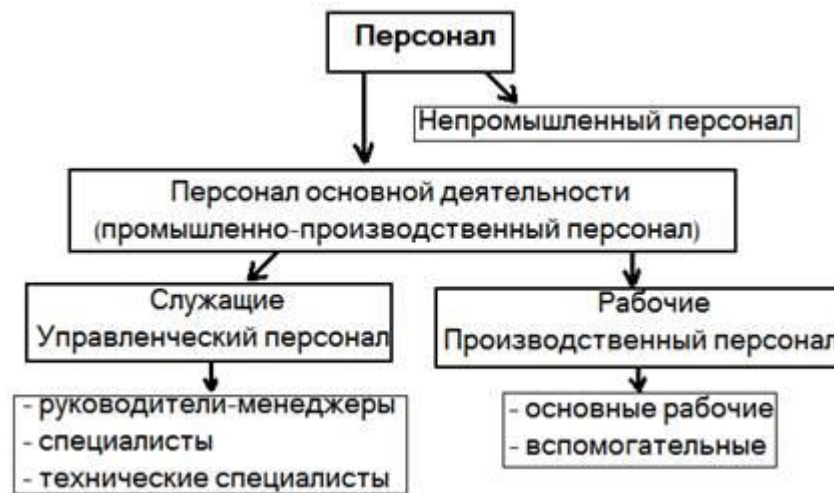 Персонал
Непромышленный персонал
Персонал основной деятельности
(промышленно-производственный персонал)
Служащие
Управленческий персонал
Рабочие
Производственный персонал
- руководители-менеджеры
- специалисты
- технические специалисты
- основные рабочие
- вспомогательные